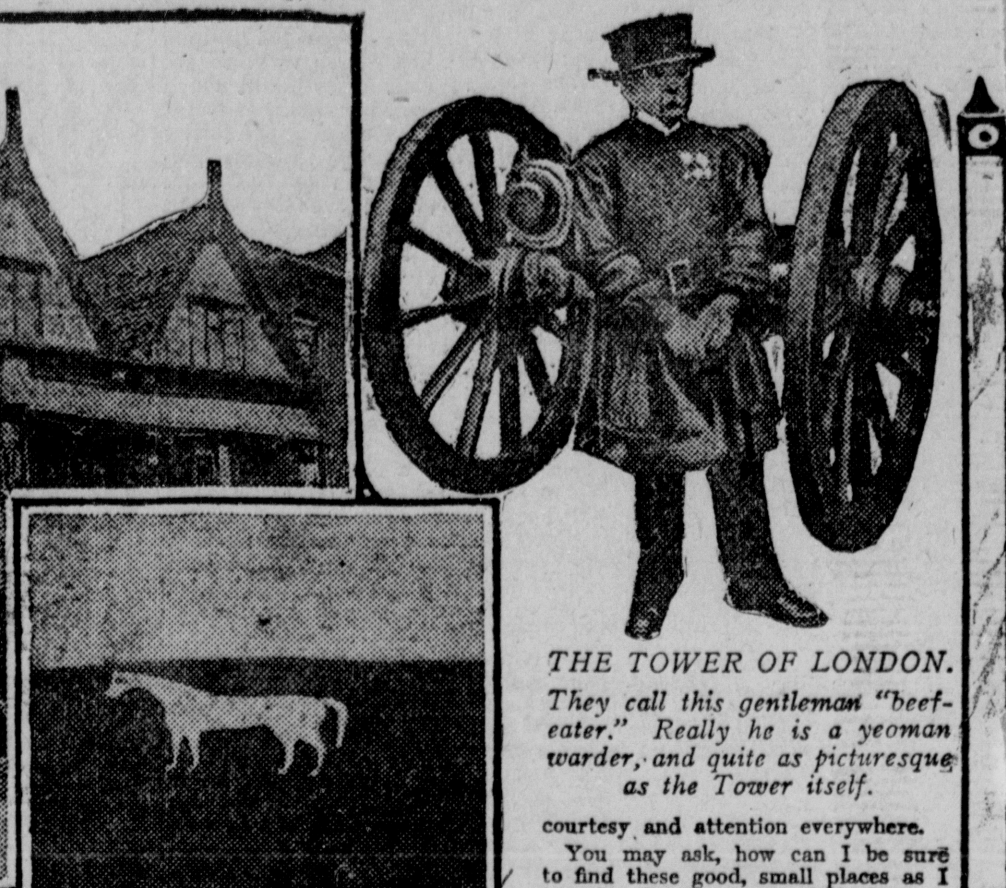 THE TOWER OF LONDON.
They call this gentleman "beef-
eater." Really he is a yeoman
warder, and quite as picturesque
as the Tower itself.
courtesy and attention everywhere.
You may ask, how can I be sure
to find these good, small places as I